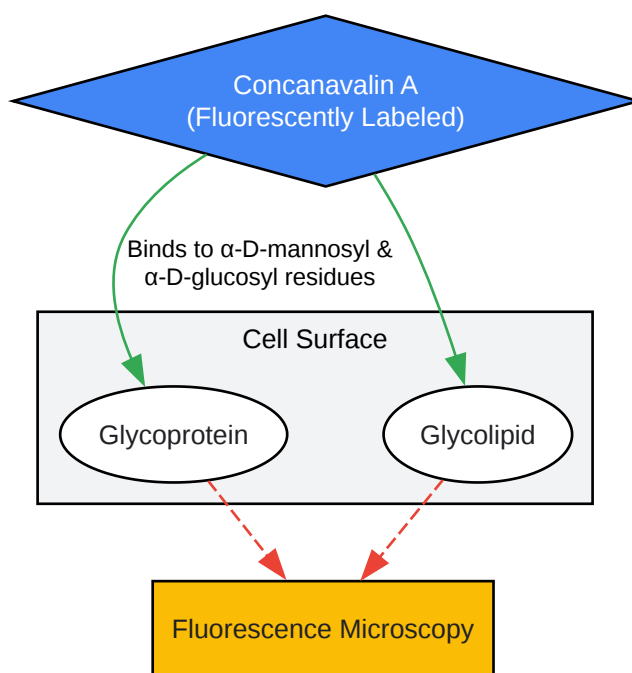 Concanavalin A
(Fluorescently Labeled)
Binds to α-D-mannosyl &
α-D-glucosyl residues
Cell Surface
Glycoprotein
Glycolipid
Fluorescence Microscopy